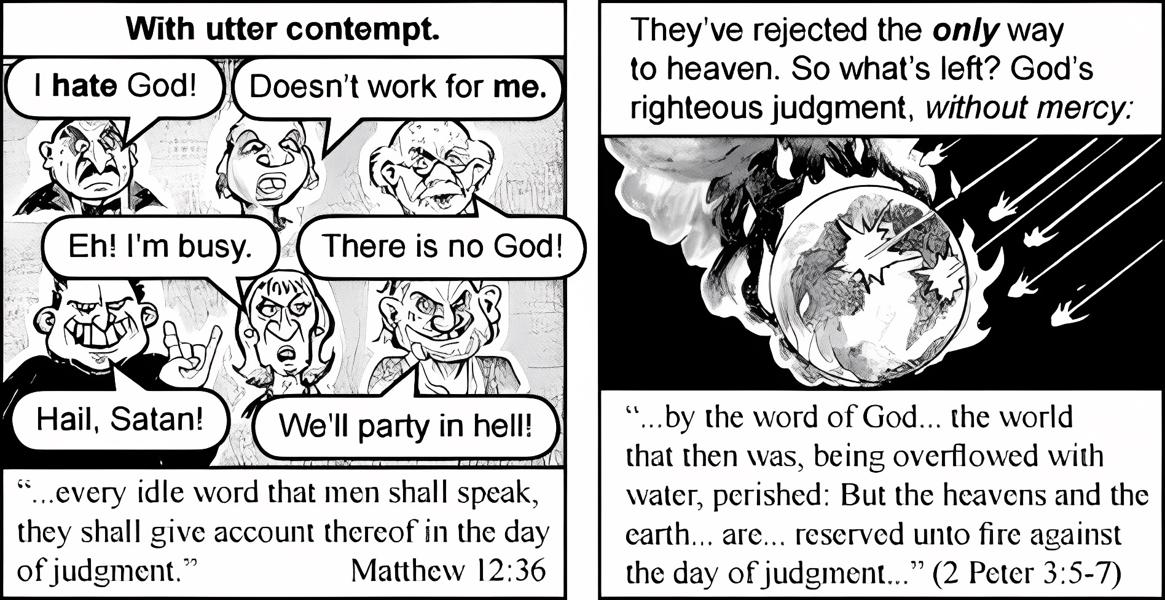 With utter contempt.
I hate God!
Doesn't work for me.
Eh! I'm busy.
There is no God!
Hail, Satan!
We'll party in hell!
“...every idle word that men shall speak,
they shall give account thereof in the day
of judgment.” Matthew 12:36
They've rejected the only way
to heaven. So what's left? God's
righteous judgment, without mercy:
“...by the word of God... the world
that then was, being overflowed with
water, perished: But the heavens and the
earth... are... reserved unto fire against
the day of judgment...” (2 Peter 3:5-7)